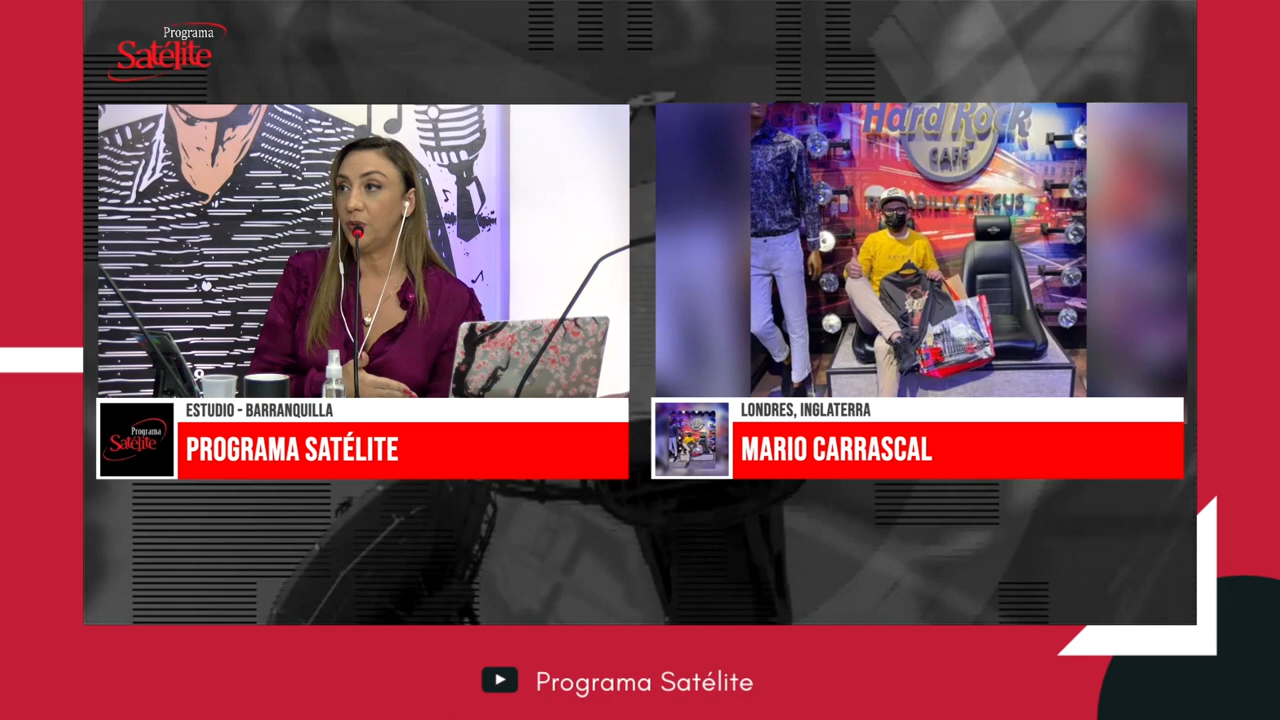 Programa
Satélite
Hard Rock
CAFE
PICCADILLY CIRCUS
ESTUDIO - BARRANQUILLA
PROGRAMA SATÉLITE
Programa
Satélite
LONDRES, INGLATERRA
MARIO CARRASCAL
Programa Satélite